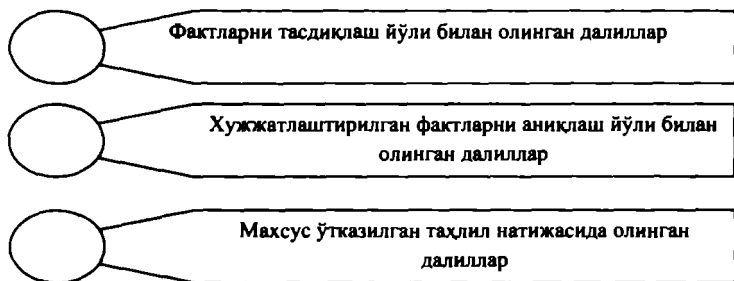 Фактларни тасдиқлаш йўли билан олинган далиллар
Хужжатлаштирилган фактларни аниқлаш йўли билан
олинган далиллар
Махсус ўтказилган таҳлил натижасида олинган
далиллар